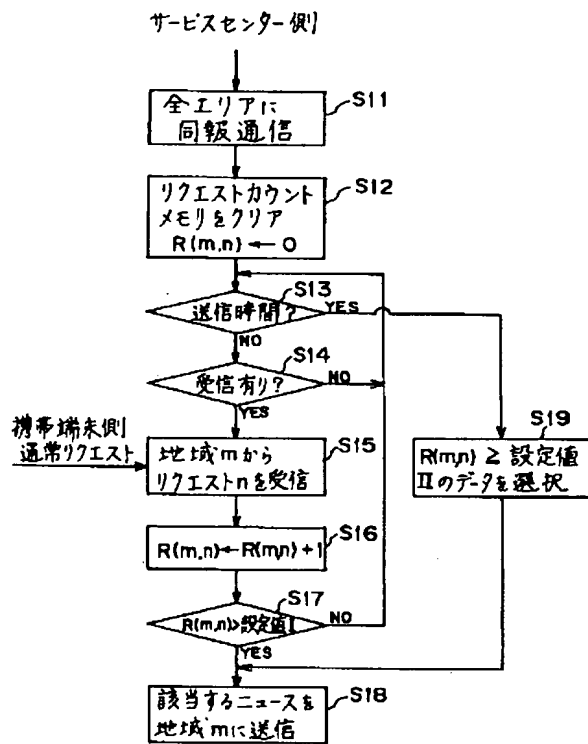 サービスセンター側
S11
全エリアに
同報通信
S12
リクエストカウント
メモリをクリア
R(m,n) ← 0
S13
送信時間?
YES
NO
S14
受信有り?
NO
YES
携帯端末側
通常リクエスト
S15
地域mから
リクエストnを受信
S19
R(m,n) ≧ 設定値
IIのデータを選択
S16
R(m,n)←R(m,n)+1
S17
R(m,n)>設定値I
NO
YES
S18
該当するニュースを
地域mに送信